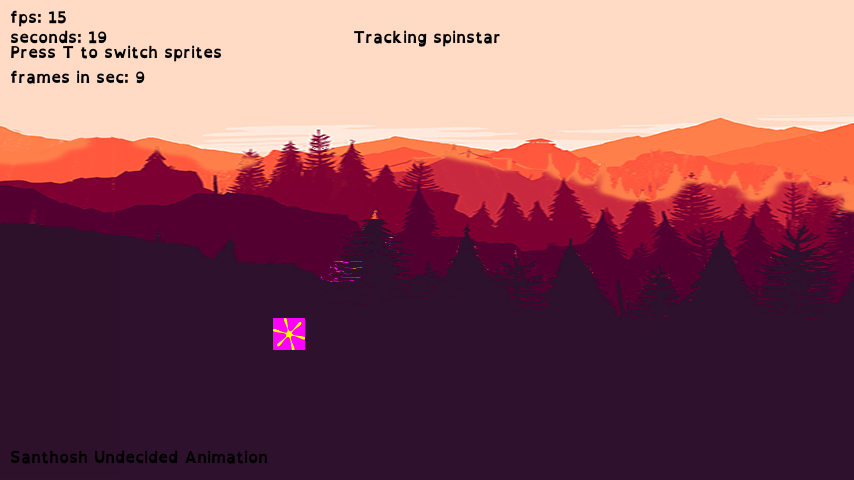 fps: 15
seconds: 19
Tracking spinstar
Press T to switch sprites
frames in sec: 9
Santhosh Undecided Animation